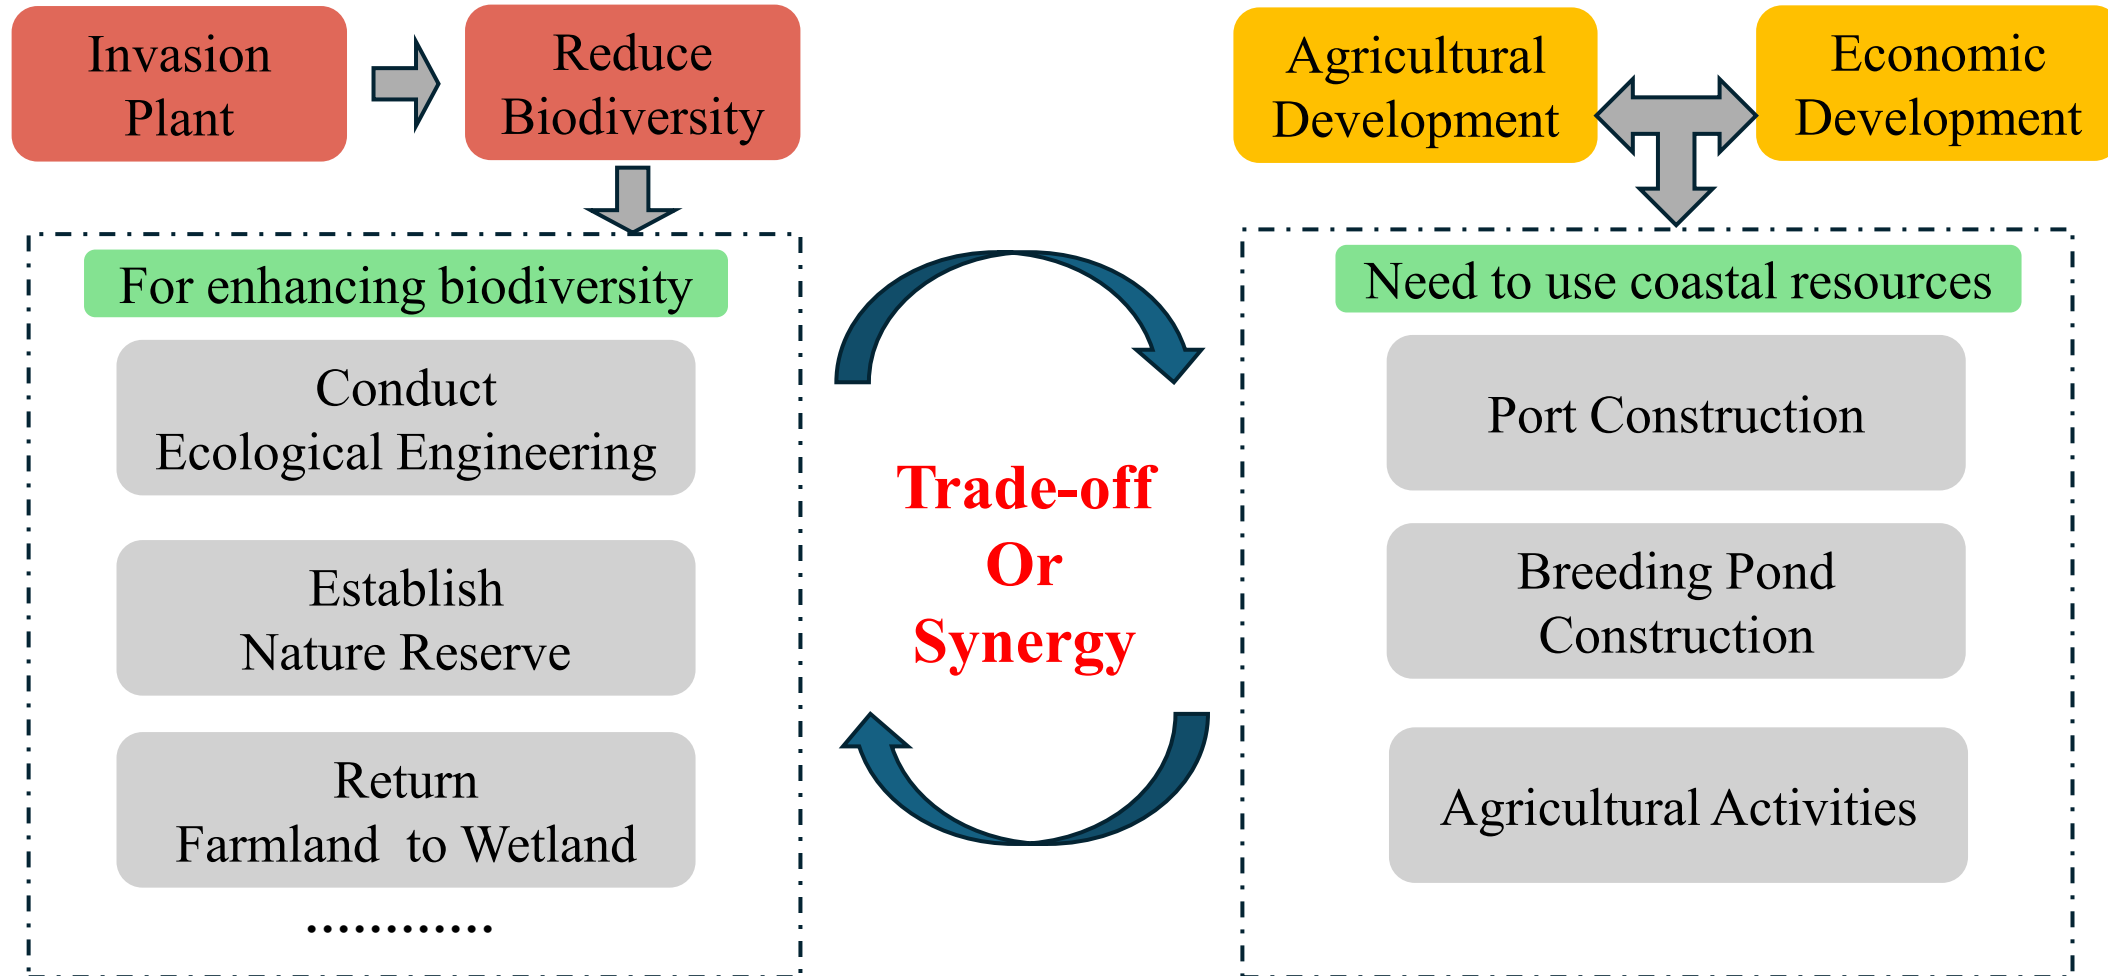 Invasion
Plant
Reduce
Biodiversity
Agricultural
Development
Economic
Development
For enhancing biodiversity
Conduct
Ecological Engineering
Establish
Nature Reserve
Return
Farmland  to Wetland
............
Trade-off
Or
Synergy
Need to use coastal resources
Port Construction
Breeding Pond
Construction
Agricultural Activities